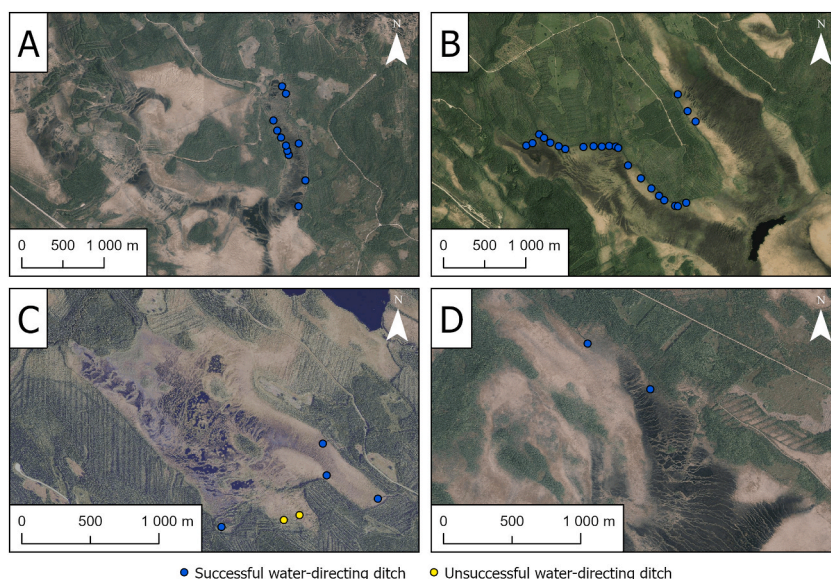 A
N
0 500 1 000 m
B
N
0 500 1 000 m
C
N
0 500 1 000 m
D
N
0 500 1 000 m
Successful water-directing ditch
Unsuccessful water-directing ditch